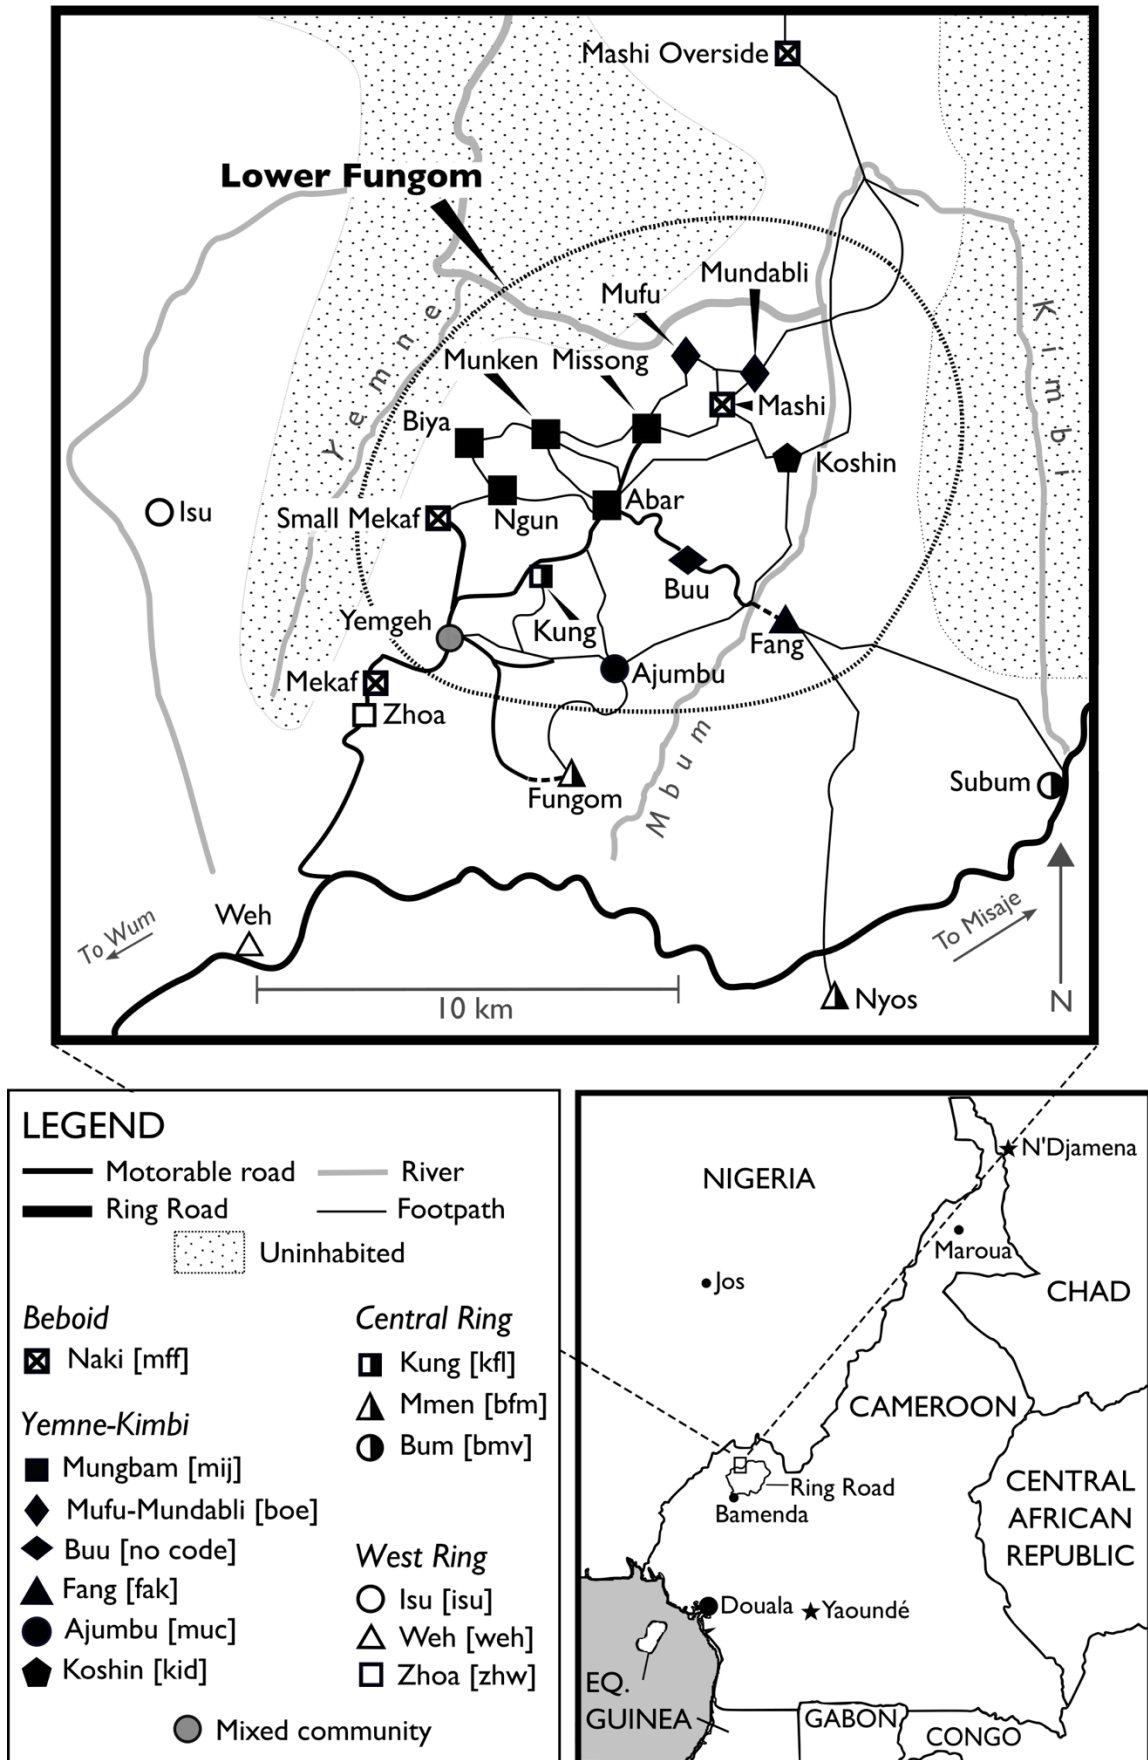 Mashi Overside
Lower Fungom
Mundabli
Mufu
Munken
Missong
Yemne
Kimbi
Biya
Mashi
Koshin
Isu
Small Mekaf
Ngun
Abar
Buu
Yemgeh
Kung
Fang
Mekaf
Ajumbu
Zhoa
Mbum
Fungom
Subum
Weh
To Wum
To Misaje
10 km
Nyos
N
LEGEND
Motorable road
River
Ring Road
Footpath
Uninhabited
Beboid
Naki [mff]
Yemne-Kimbi
Mungbam [mij]
Mufu-Mundabli [boe]
Buu [no code]
Fang [fak]
Ajumbu [muc]
Koshin [kid]
Central Ring
Kung [kfl]
Mmen [bfm]
Bum [bmv]
West Ring
Isu [isu]
Weh [weh]
Zhoa [zhw]
Mixed community
N'Djamena
NIGERIA
Maroua
Jos
CHAD
CAMEROON
Ring Road
Bamenda
CENTRAL
AFRICAN
REPUBLIC
Douala
Yaoundé
EQ.
GUINEA
GABON
CONGO